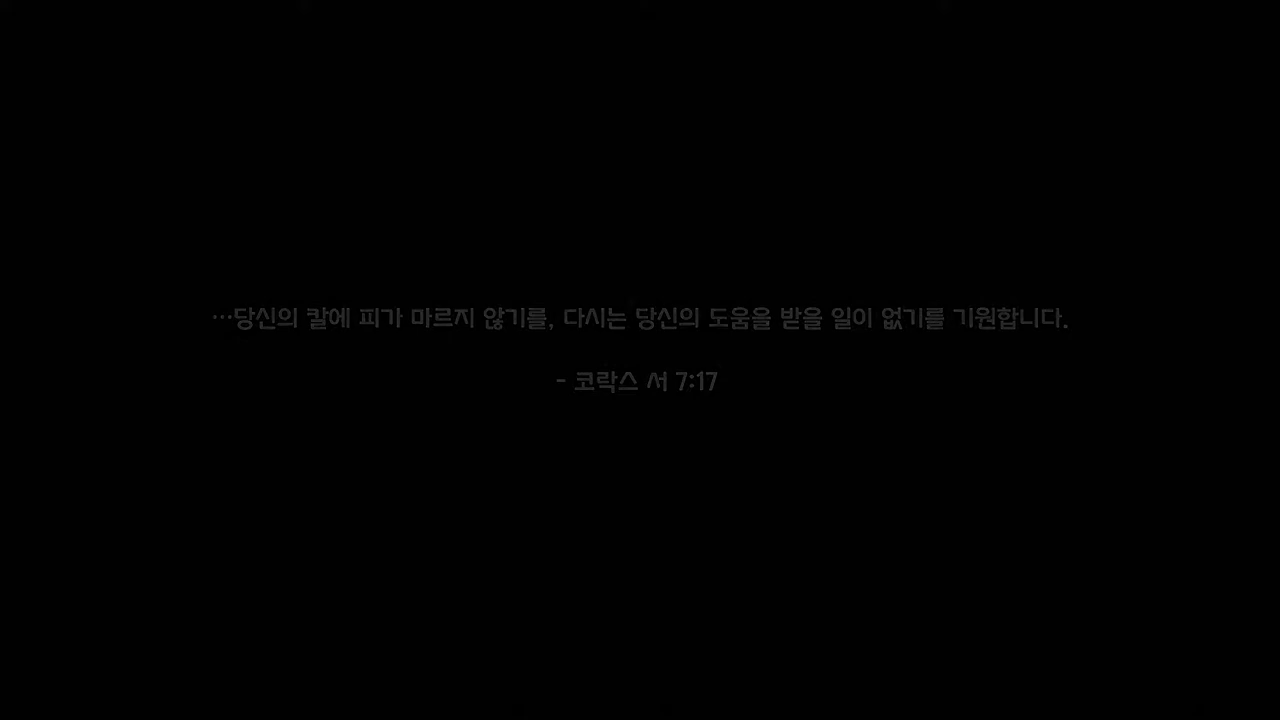 …당신의 칼에 피가 마르지 않기를, 다시는 당신의 도움을 받을 일이 없기를 기원합니다.
- 코락스 서 7:17